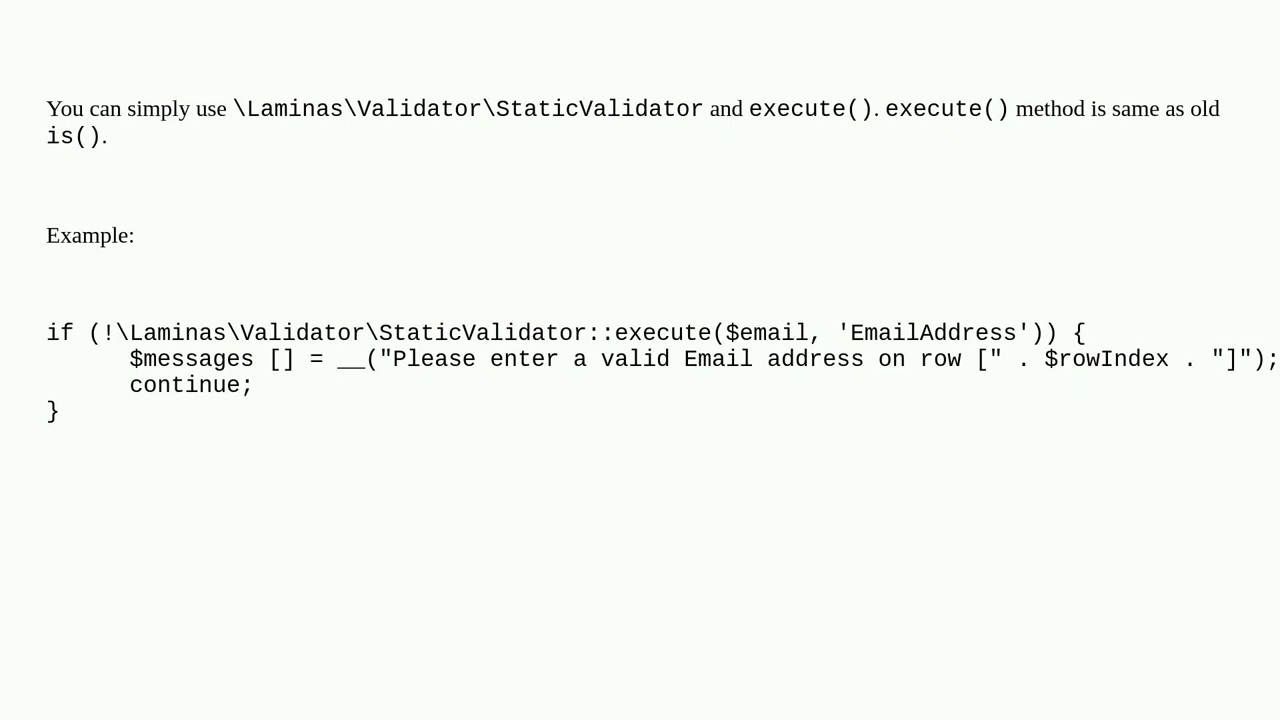 You can simply use \Laminas\Validator\StaticValidator and execute(). execute() method is same as old
is().
Example:
if (!\Laminas\Validator\StaticValidator::execute($email, 'EmailAddress')) {
      $messages [] = __("Please enter a valid Email address on row [" . $rowIndex . "]");
      continue;
}